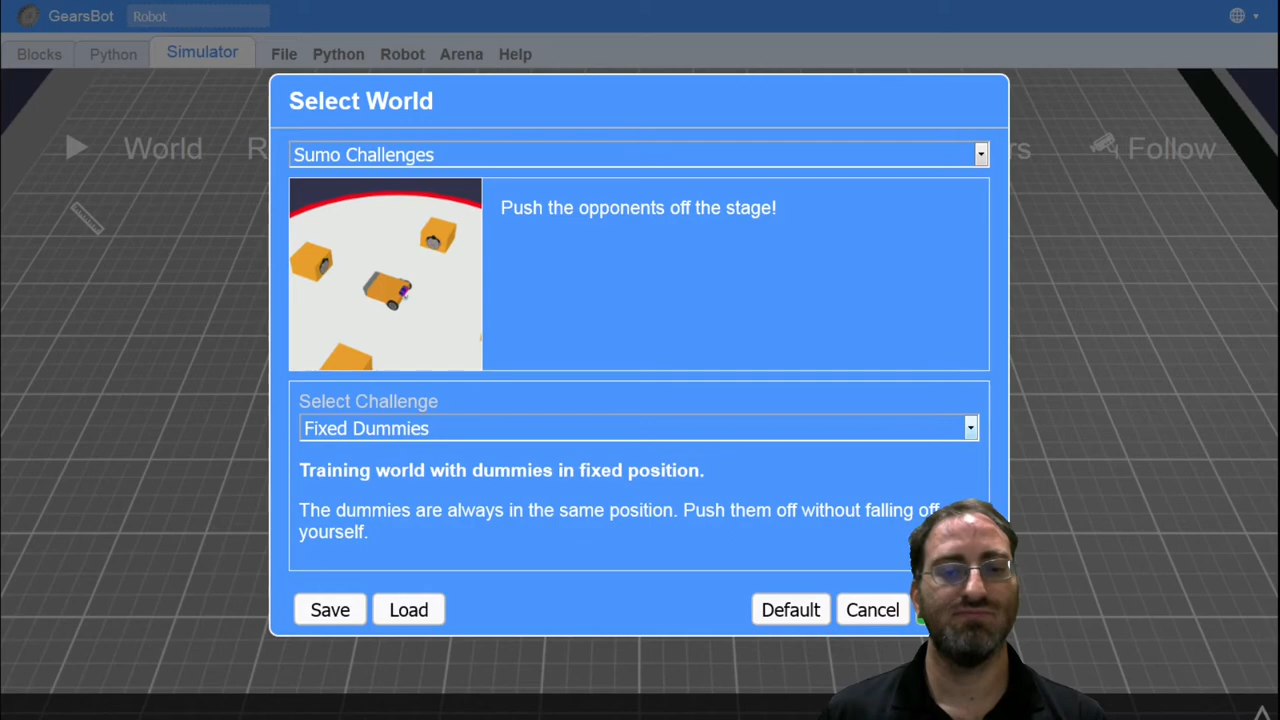 GearsBot Robot
Blocks Python Simulator File Python Robot Arena Help
Select World
World
Follow
Sumo Challenges
Push the opponents off the stage!
Select Challenge
Fixed Dummies
Training world with dummies in fixed position.
The dummies are always in the same position. Push them off without falling off
yourself.
Save Load Default Cancel